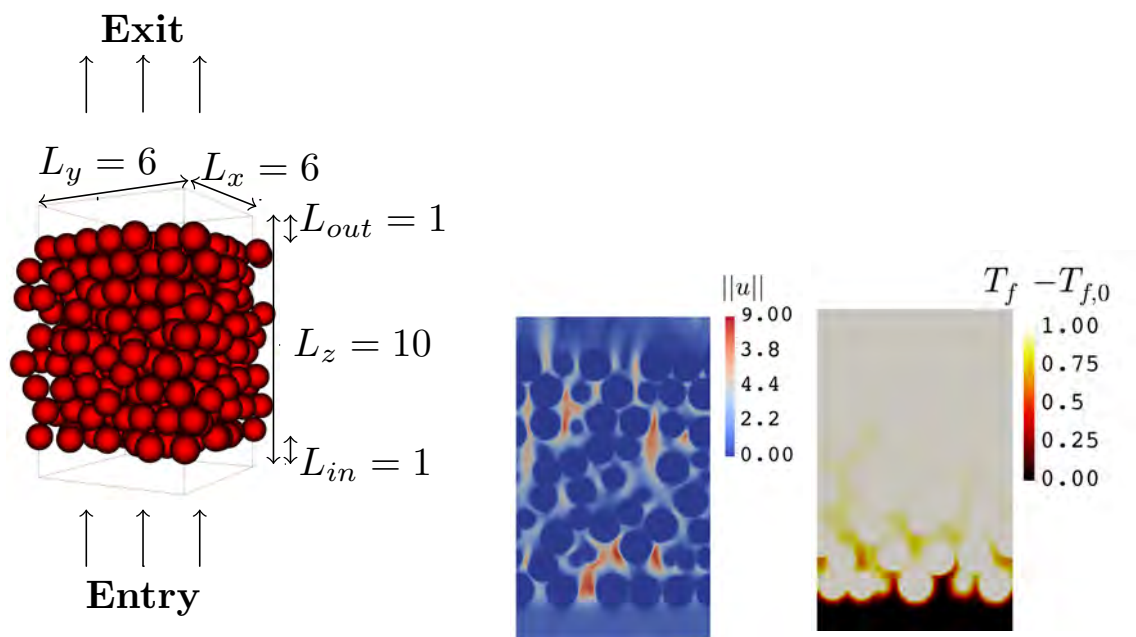 Exit
L_y = 6
L_x = 6
L_out = 1
L_z = 10
L_in = 1
Entry
||u||
9.00
3.8
4.4
2.2
0.00
T_f −T_{f,0}
1.00
0.75
0.5
0.25
0.00